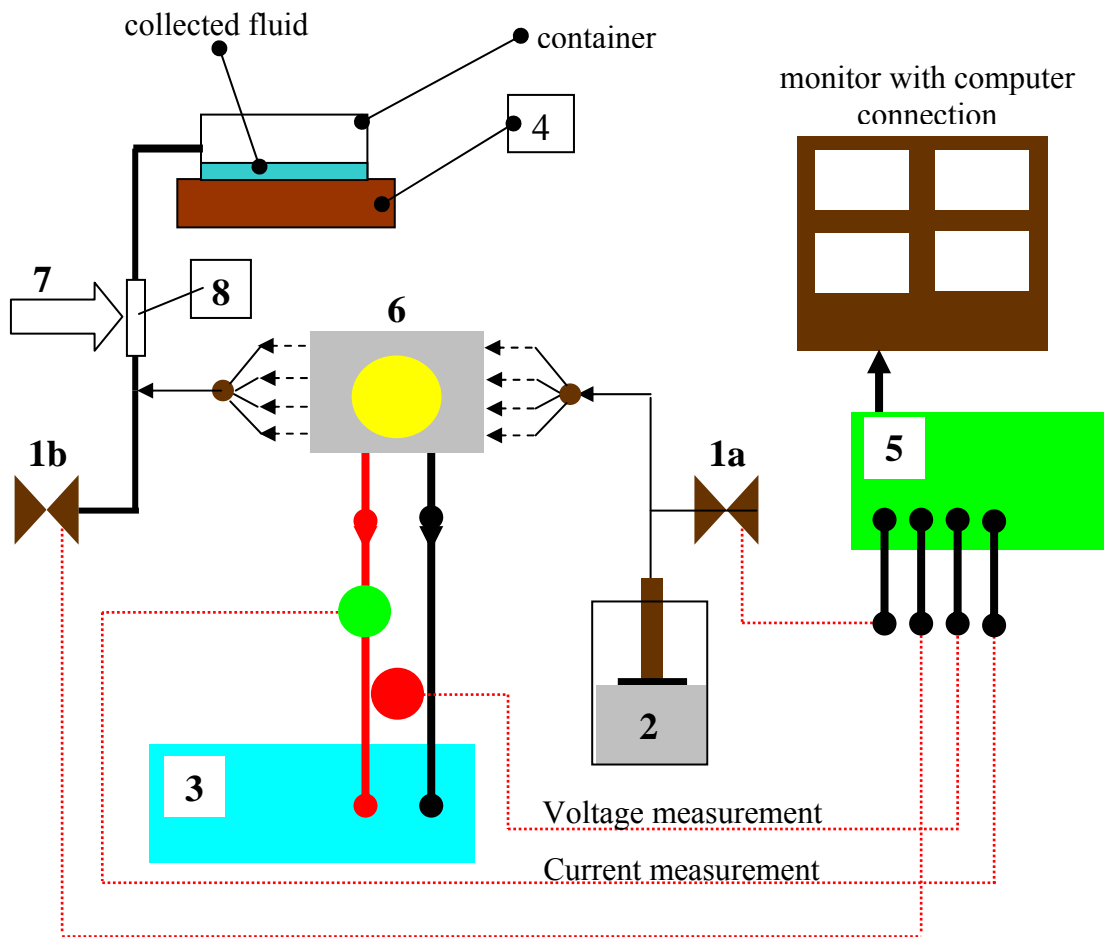 collected fluid
container
monitor with computer
connection
4
7
8
6
1b
1a
5
2
3
Voltage measurement
Current measurement